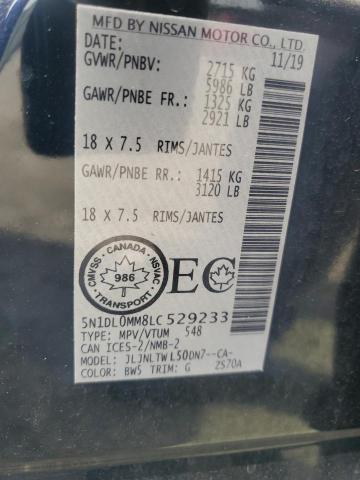 MFD BY NISSAN MOTOR CO., LTD.
DATE: 11/19
GVWR/PNBV: 2715 KG
5986 LB
GAWR/PNBE FR.: 1325 KG
2921 LB
18 x 7.5 RIMS/JANTES
GAWR/PNBE RR.: 1415 KG
3120 LB
18 x 7.5 RIMS/JANTES
CANADA
CMVSS NSVAC
986
TRANSPORT
EC
5N1DL0MM8LC529233
TYPE: MPV/VTUM 548
CAN ICES-2/NMB-2
MODEL: JLJNLTWL50DN7--CA-
COLOR: BW5 TRIM: G ZS70A